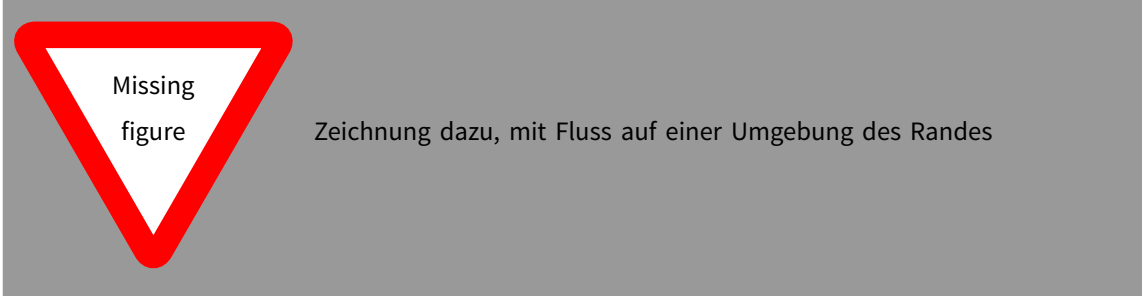 Missing
figure
Zeichnung dazu, mit Fluss auf einer Umgebung des Randes